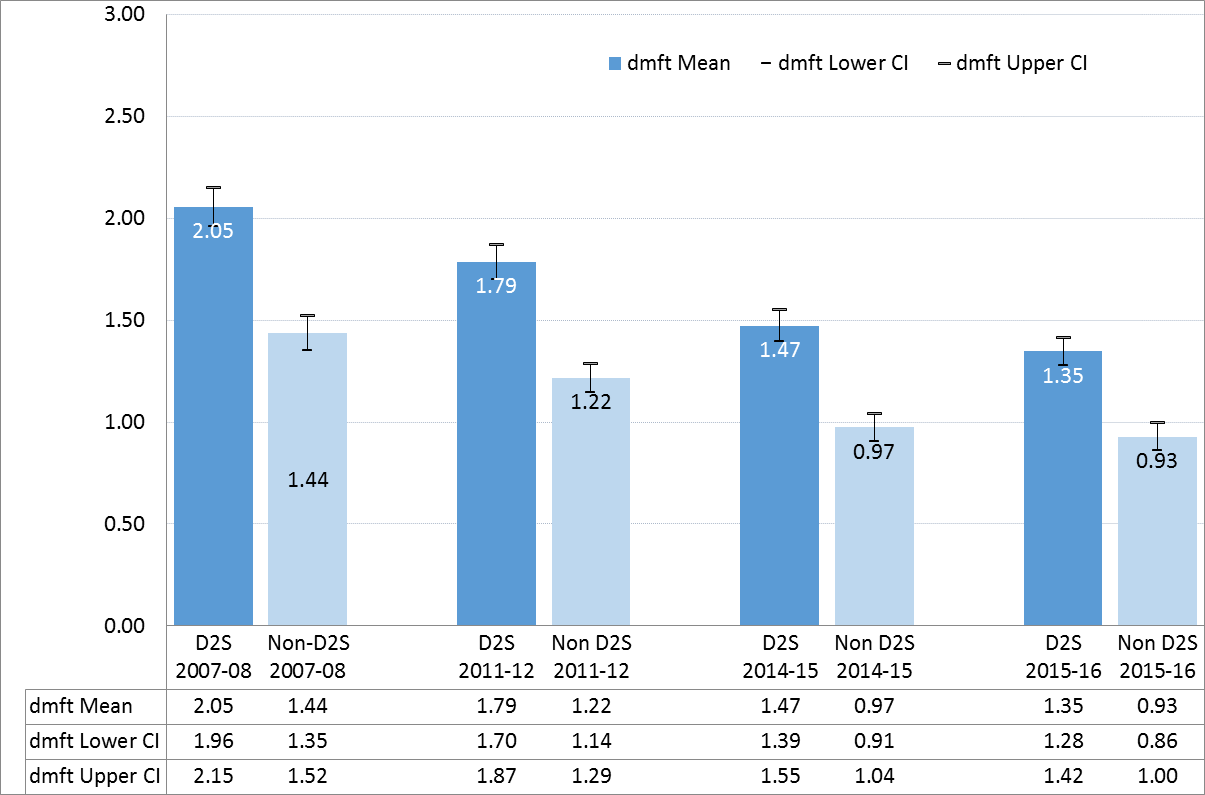 3.00
dmft Mean dmft Lower CI dmft Upper CI
2.50
2.00
2.05
1.79
1.50
1.47
1.35
1.22
1.00
0.97
0.93
1.44
0.50
0.00
D2S Non-D2S D2S Non D2S D2S Non D2S D2S Non D2S
2007-08 2007-08 2011-12 2011-12 2014-15 2014-15 2015-16 2015-16
dmft Mean 2.05 1.44 1.79 1.22 1.47 0.97 1.35 0.93
dmft Lower CI 1.96 1.35 1.70 1.14 1.39 0.91 1.28 0.86
dmft Upper CI 2.15 1.52 1.87 1.29 1.55 1.04 1.42 1.00